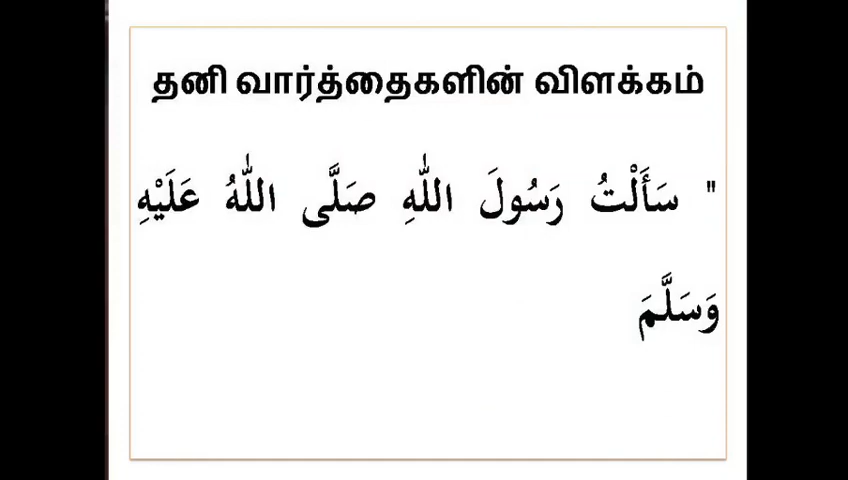 தனி வார்த்தைகளின் விளக்கம்
" سَأَلْتُ رَسُولَ اللَّهِ صَلَّى اللَّهُ عَلَيْهِ
وَسَلَّمَ